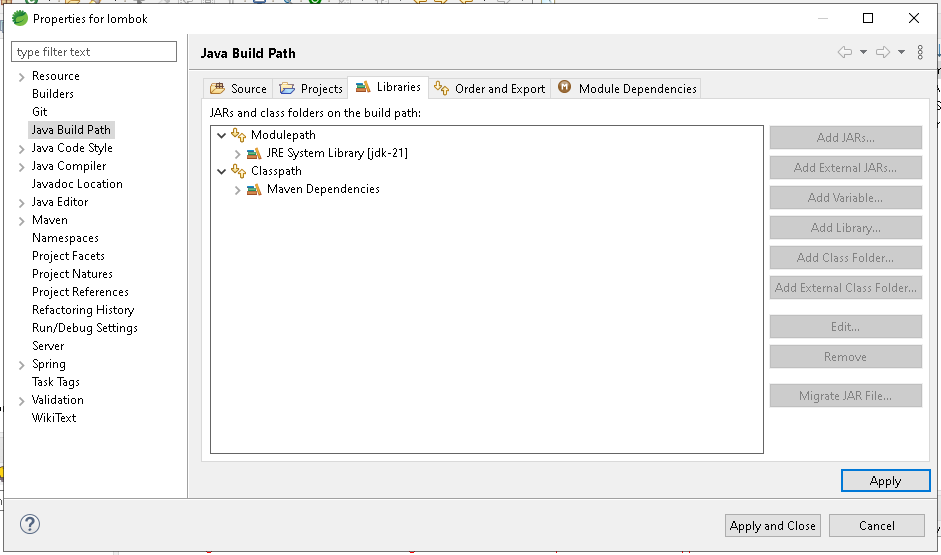 Properties for lombok
type filter text
Java Build Path
Resource
Builders
Git
Java Build Path
Java Code Style
Java Compiler
Javadoc Location
Java Editor
Maven
Namespaces
Project Facets
Project Natures
Project References
Refactoring History
Run/Debug Settings
Server
Spring
Task Tags
Validation
WikiText
Source
Projects
Libraries
Order and Export
Module Dependencies
JARs and class folders on the build path:
Modulepath
JRE System Library [jdk-21]
Classpath
Maven Dependencies
Add JARs...
Add External JARs...
Add Variable...
Add Library...
Add Class Folder...
Add External Class Folder...
Edit...
Remove
Migrate JAR File...
Apply
Apply and Close
Cancel